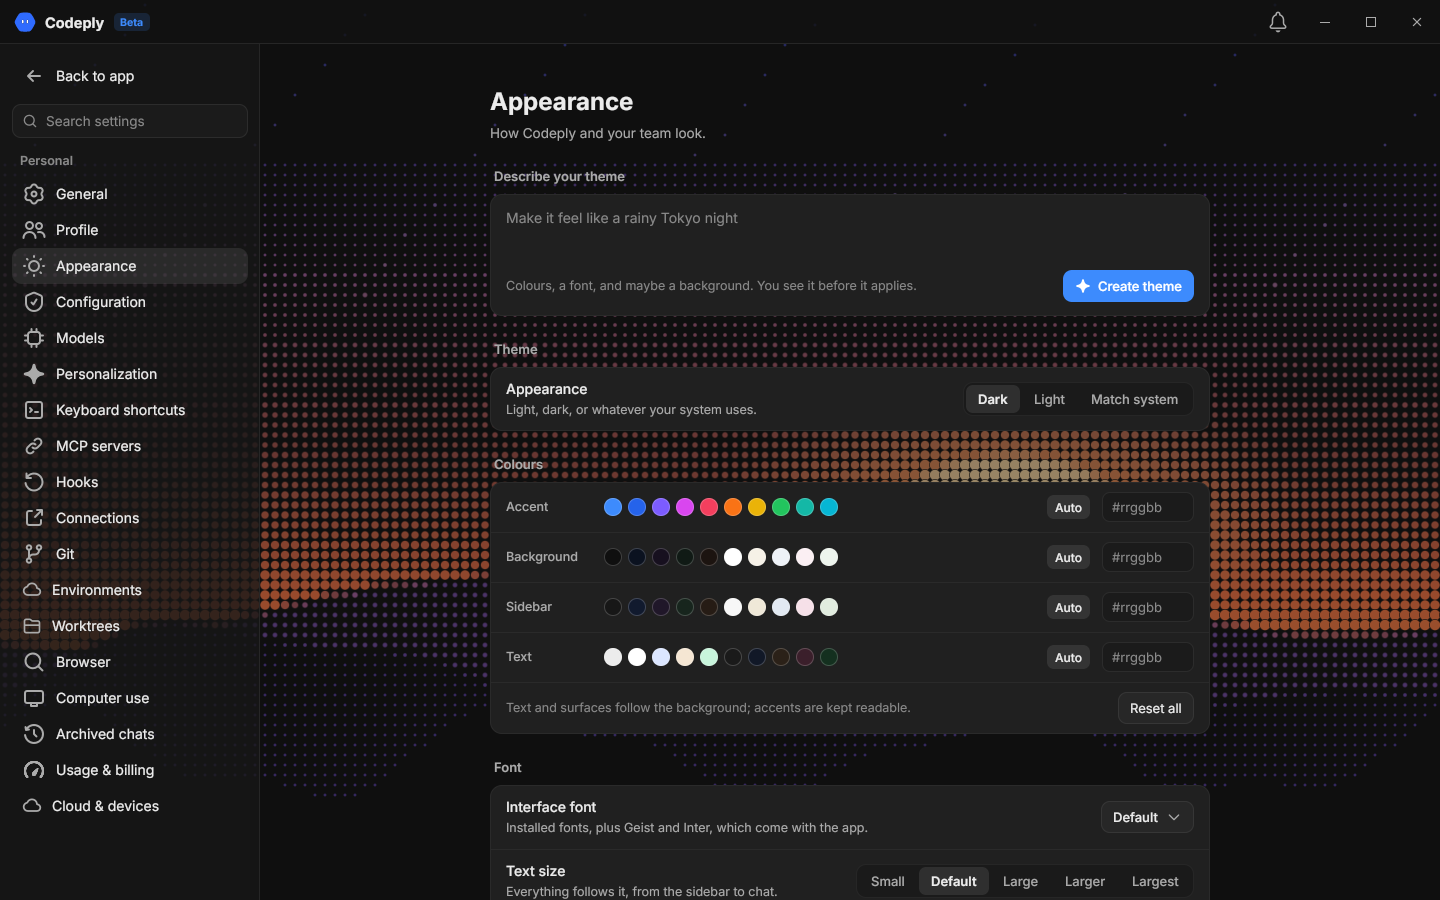 Codeply Beta
Back to app
Search settings
Personal
General
Profile
Appearance
Configuration
Models
Personalization
Keyboard shortcuts
MCP servers
Hooks
Connections
Git
Environments
Worktrees
Browser
Computer use
Archived chats
Usage & billing
Cloud & devices
Appearance
How Codeply and your team look.
Describe your theme
Make it feel like a rainy Tokyo night
Colours, a font, and maybe a background. You see it before it applies.
Create theme
Theme
Appearance
Light, dark, or whatever your system uses.
Dark Light Match system
Colours
Accent Auto #rrggbb
Background Auto #rrggbb
Sidebar Auto #rrggbb
Text Auto #rrggbb
Text and surfaces follow the background; accents are kept readable.
Reset all
Font
Interface font
Installed fonts, plus Geist and Inter, which come with the app.
Default
Text size
Everything follows it, from the sidebar to chat.
Small Default Large Larger Largest